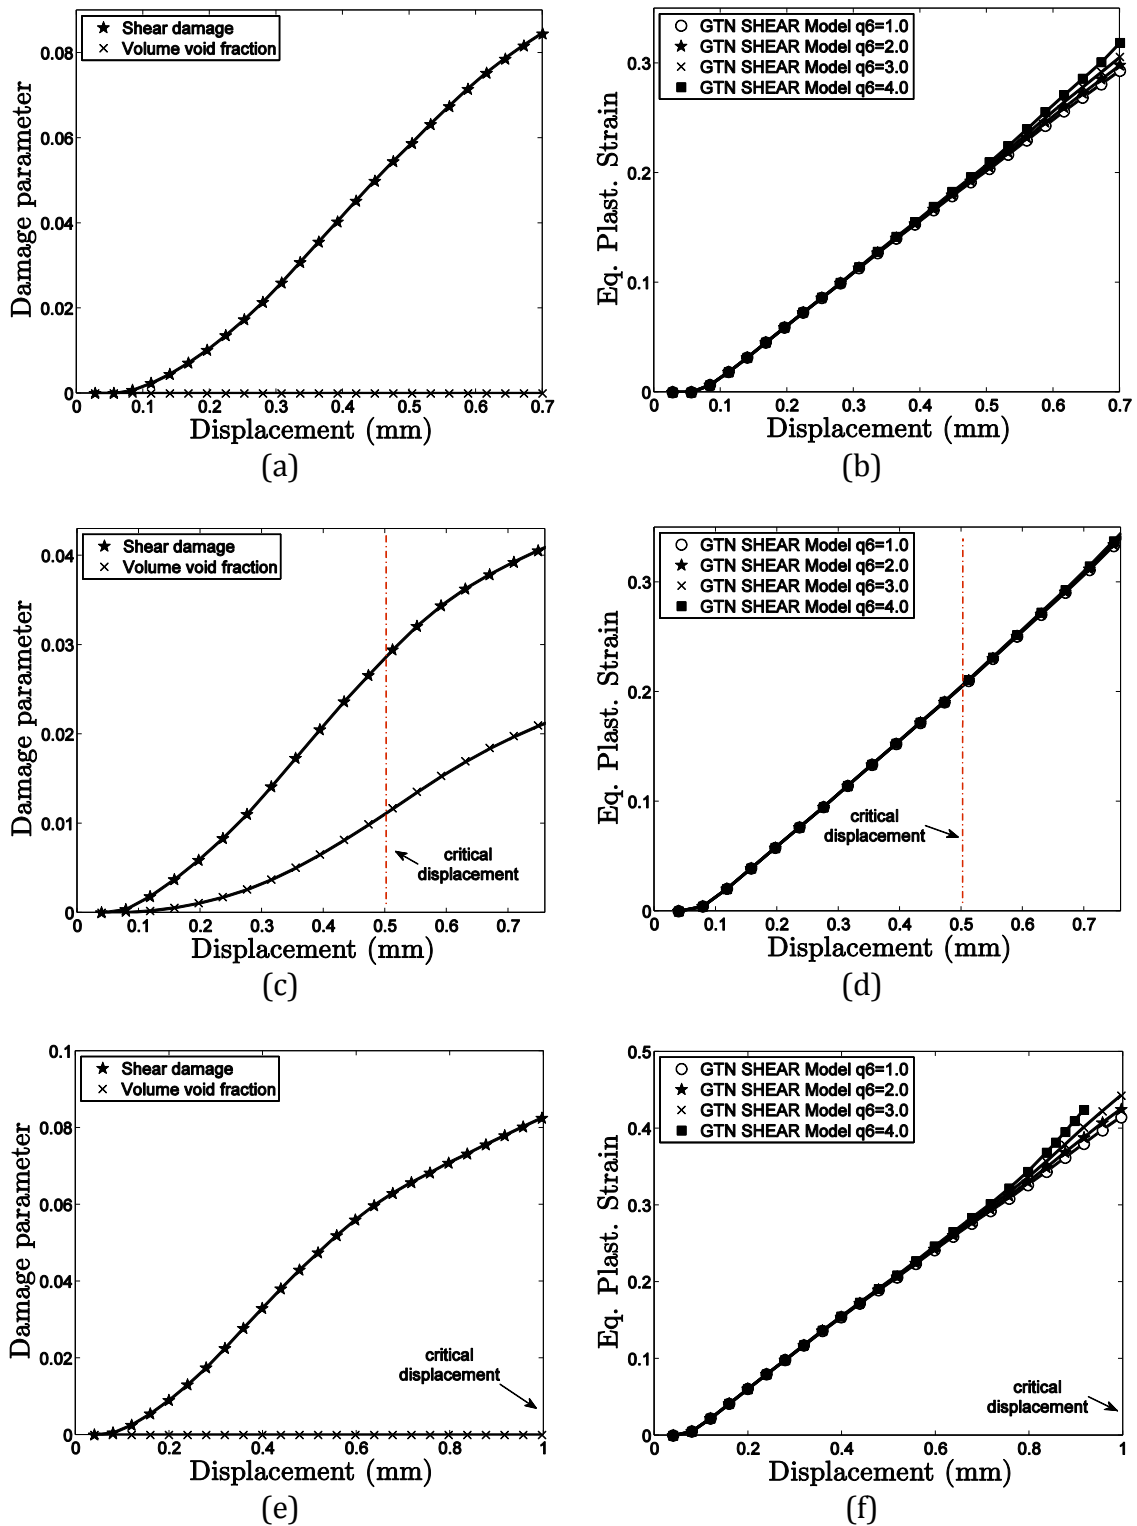 Shear damage
Volume void fraction
Damage parameter
0.08
0.06
0.04
0.02
0
0 0.1 0.2 0.3 0.4 0.5 0.6 0.7
Displacement (mm)
(a)
GTN SHEAR Model q6=1.0
GTN SHEAR Model q6=2.0
GTN SHEAR Model q6=3.0
GTN SHEAR Model q6=4.0
Eq. Plast. Strain
0.3
0.2
0.1
0
0 0.1 0.2 0.3 0.4 0.5 0.6 0.7
Displacement (mm)
(b)
Shear damage
Volume void fraction
Damage parameter
0.04
0.03
0.02
0.01
0
critical
displacement
0 0.1 0.2 0.3 0.4 0.5 0.6 0.7
Displacement (mm)
(c)
GTN SHEAR Model q6=1.0
GTN SHEAR Model q6=2.0
GTN SHEAR Model q6=3.0
GTN SHEAR Model q6=4.0
Eq. Plast. Strain
0.3
0.2
0.1
0
critical
displacement
0 0.1 0.2 0.3 0.4 0.5 0.6 0.7
Displacement (mm)
(d)
Shear damage
Volume void fraction
Damage parameter
0.1
0.08
0.06
0.04
0.02
0
critical
displacement
0 0.2 0.4 0.6 0.8 1
Displacement (mm)
(e)
GTN SHEAR Model q6=1.0
GTN SHEAR Model q6=2.0
GTN SHEAR Model q6=3.0
GTN SHEAR Model q6=4.0
Eq. Plast. Strain
0.5
0.4
0.3
0.2
0.1
0
critical
displacement
0 0.2 0.4 0.6 0.8 1
Displacement (mm)
(f)